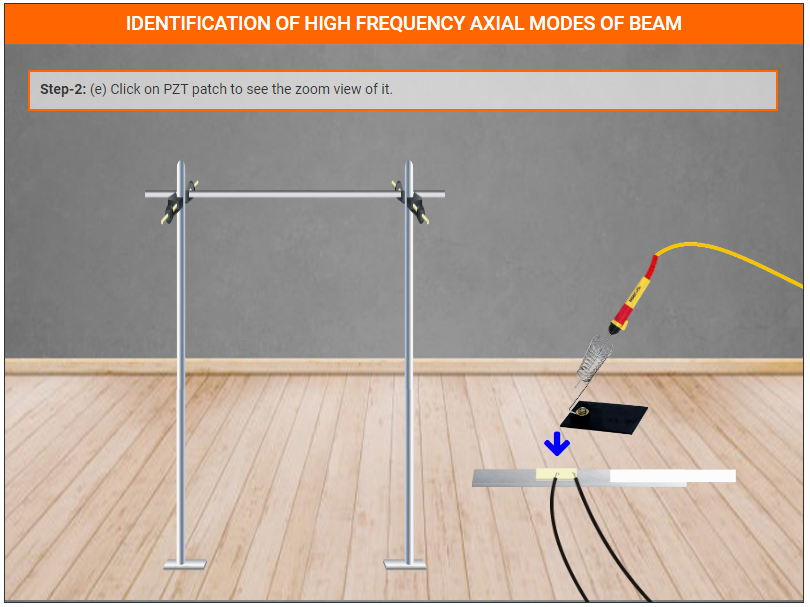 IDENTIFICATION OF HIGH FREQUENCY AXIAL MODES OF BEAM
Step-2: (e) Click on PZT patch to see the zoom view of it.